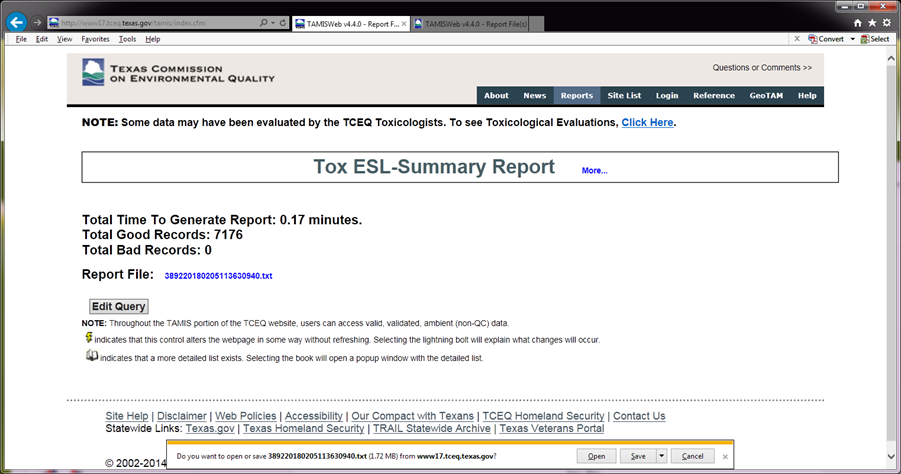 http://www17.tceq.texas.gov/tamis/index.cfm
TAMISWeb v4.4.0 - Report F...
TAMISWeb v4.4.0 - Report File(s)
File Edit View Favorites Tools Help
Convert Select
TEXAS COMMISSION
ON ENVIRONMENTAL QUALITY
Questions or Comments >>
About News Reports Site List Login Reference GeoTAM Help
NOTE: Some data may have been evaluated by the TCEQ Toxicologists. To see Toxicological Evaluations, Click Here.
Tox ESL-Summary Report More...
Total Time To Generate Report: 0.17 minutes.
Total Good Records: 7176
Total Bad Records: 0
Report File: 389220180205113630940.txt
Edit Query
NOTE: Throughout the TAMIS portion of the TCEQ website, users can access valid, validated, ambient (non-QC) data.
indicates that this control alters the webpage in some way without refreshing. Selecting the lightning bolt will explain what changes will occur.
indicates that a more detailed list exists. Selecting the book will open a popup window with the detailed list.
Site Help | Disclaimer | Web Policies | Accessibility | Our Compact with Texans | TCEQ Homeland Security | Contact Us
Statewide Links: Texas.gov | Texas Homeland Security | TRAIL Statewide Archive | Texas Veterans Portal
© 2002-2014
Do you want to open or save 389220180205113630940.txt (1.72 MB) from www17.tceq.texas.gov?
Open Save Cancel